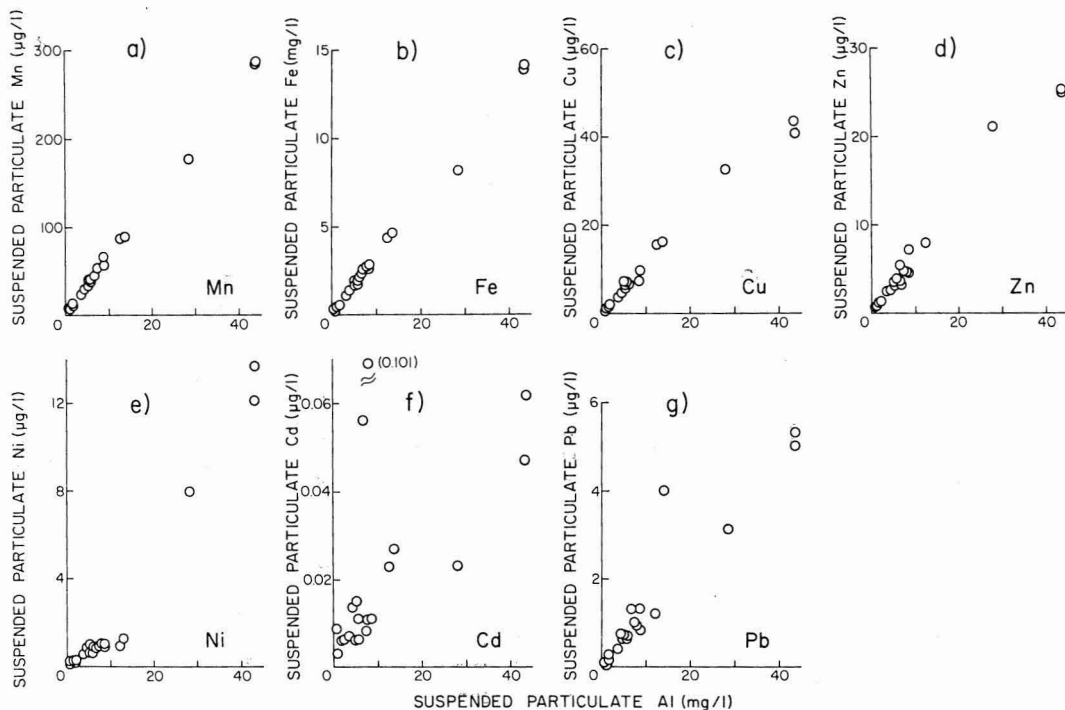 SUSPENDED PARTICULATE Mn (µg/l)
300
200
100
0
20
40
a)
Mn
SUSPENDED PARTICULATE Fe (mg/l)
15
10
5
0
20
40
b)
Fe
SUSPENDED PARTICULATE Cu (µg/l)
60
40
20
0
20
40
c)
Cu
SUSPENDED PARTICULATE Zn (µg/l)
30
20
10
0
20
40
d)
Zn
SUSPENDED PARTICULATE Ni (µg/l)
12
8
4
0
20
40
e)
Ni
SUSPENDED PARTICULATE Cd (µg/l)
0.06
0.04
0.02
0
20
40
(0.101)
f)
Cd
SUSPENDED PARTICULATE Pb (µg/l)
6
4
2
0
20
40
g)
Pb
SUSPENDED PARTICULATE Al (mg/l)